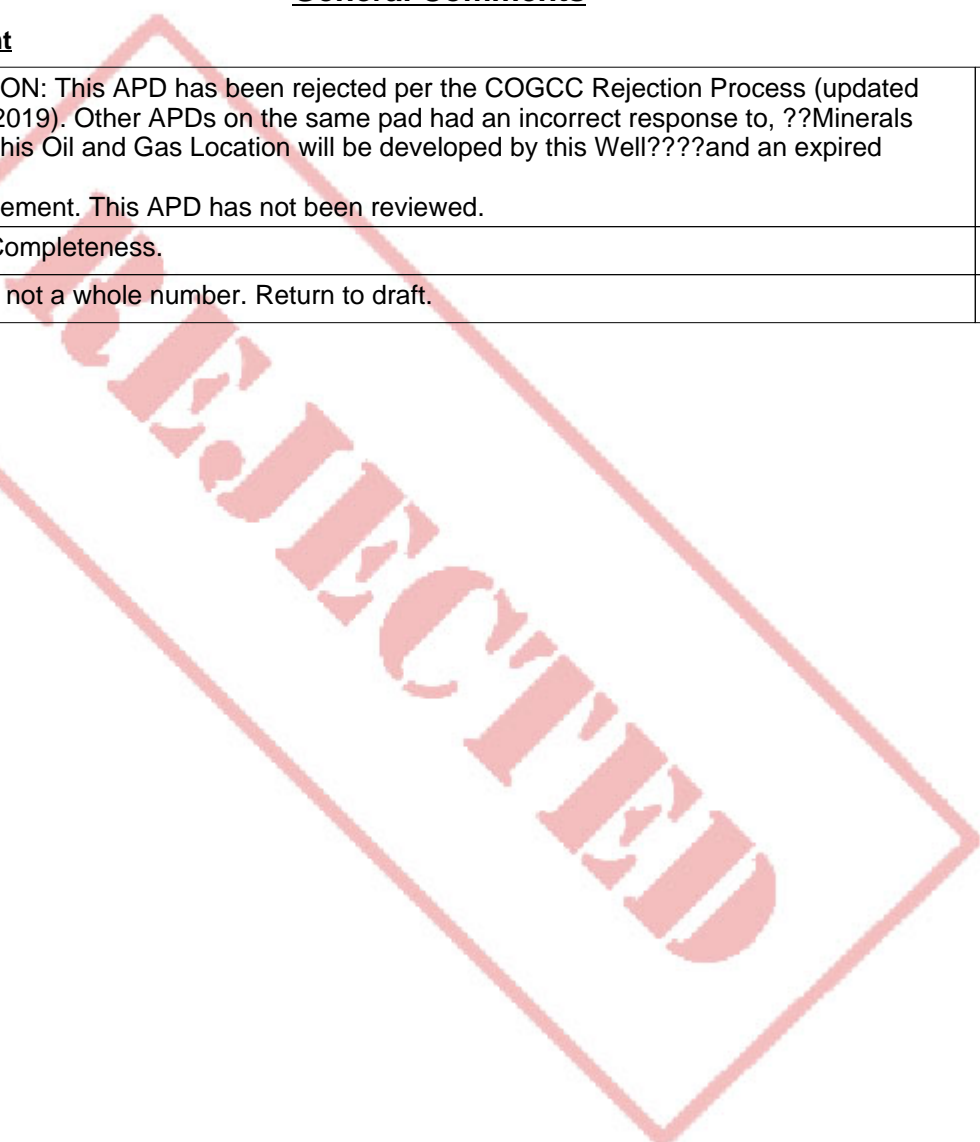 General Comments
nt
ON: This APD has been rejected per the COGCC Rejection Process (updated
2019). Other APDs on the same pad had an incorrect response to, ??Minerals
his Oil and Gas Location will be developed by this Well????and an expired
ement. This APD has not been reviewed.
Completeness.
not a whole number. Return to draft.
REJECTED